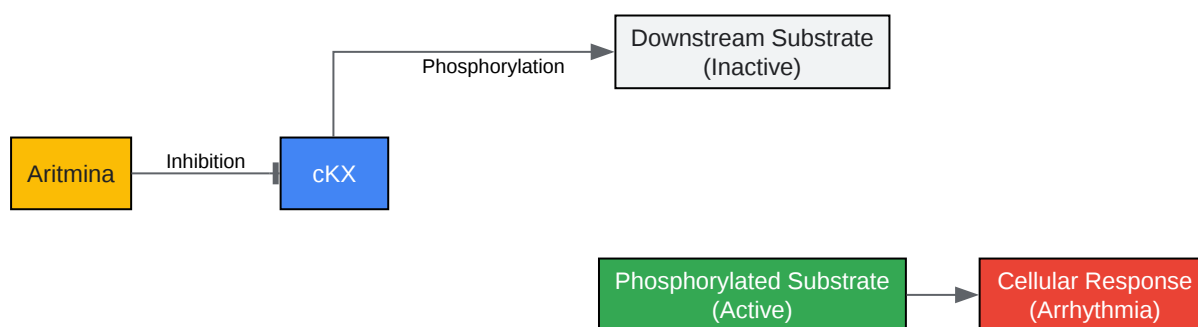 Downstream Substrate
(Inactive)
Phosphorylation
Aritmina
Inhibition
cKX
Phosphorylated Substrate
(Active)
Cellular Response
(Arrhythmia)